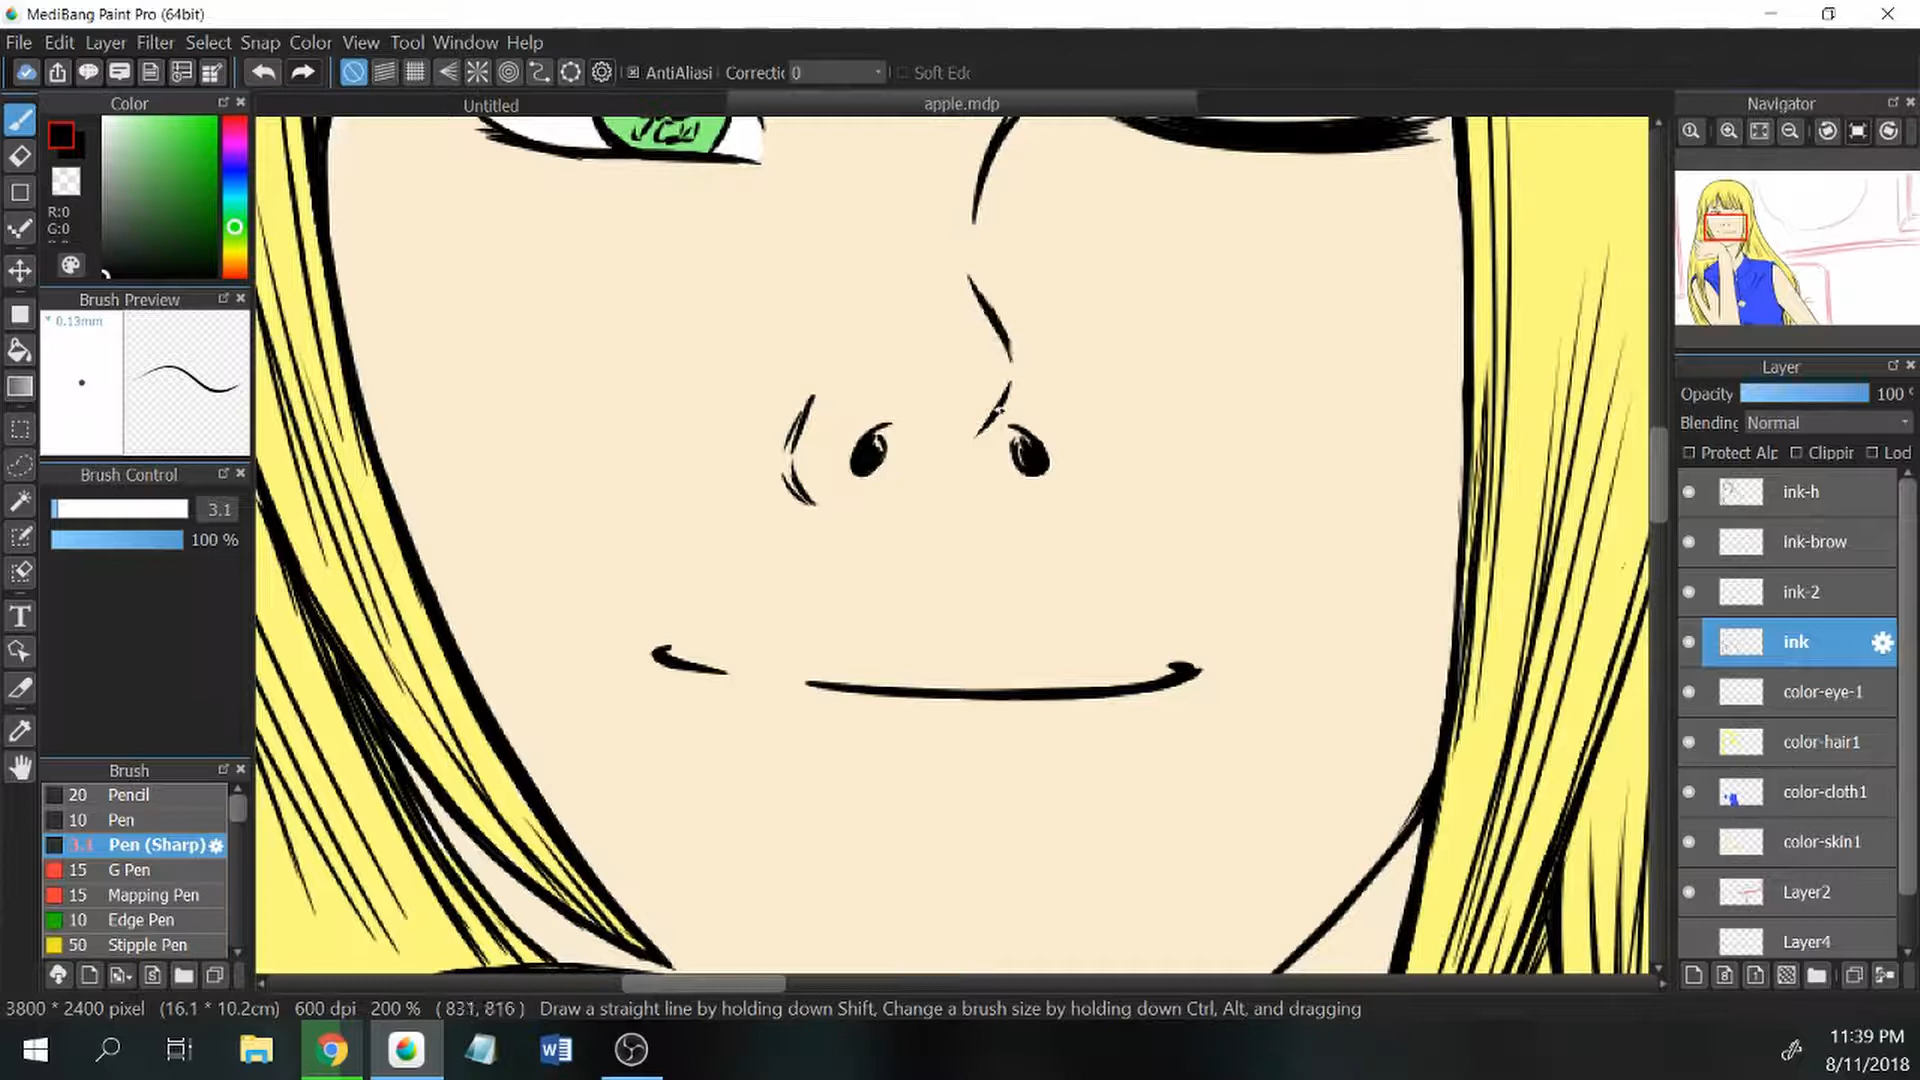 MediBang Paint Pro (64bit)
File Edit Layer Filter Select Snap Color View Tool Window Help
AntiAliasi Correctic 0 Soft Edc
Color
Untitled
apple.mdp
Navigator
R:0
G:0
Brush Preview
* 0.13mm
Layer
Opacity 100
Blending Normal
Protect Alp Clippir Loc
Brush Control
3.1
100 %
ink-h
ink-brow
ink-2
ink
color-eye-1
color-hair1
color-cloth1
color-skin1
Layer2
Layer4
Brush
20 Pencil
10 Pen
3.1 Pen (Sharp)
15 G Pen
15 Mapping Pen
10 Edge Pen
50 Stipple Pen
3800 * 2400 pixel (16.1 * 10.2cm) 600 dpi 200 % ( 831, 816 ) Draw a straight line by holding down Shift, Change a brush size by holding down Ctrl, Alt, and dragging
11:39 PM
8/11/2018